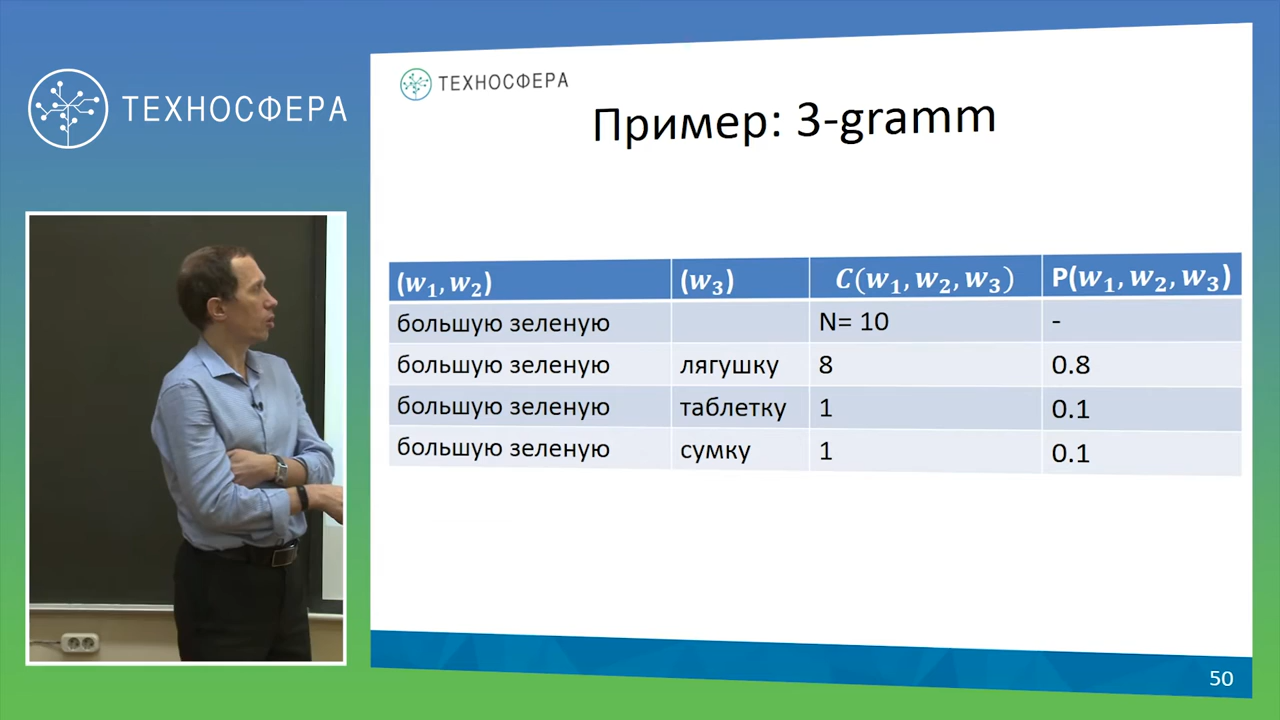 ТЕХНОСФЕРА
ТЕХНОСФЕРА
Пример: 3-gramm
(w₁, w₂) (w₃) C(w₁, w₂, w₃) P(w₁, w₂, w₃)
большую зеленую N= 10 -
большую зеленую лягушку 8 0.8
большую зеленую таблетку 1 0.1
большую зеленую сумку 1 0.1
50